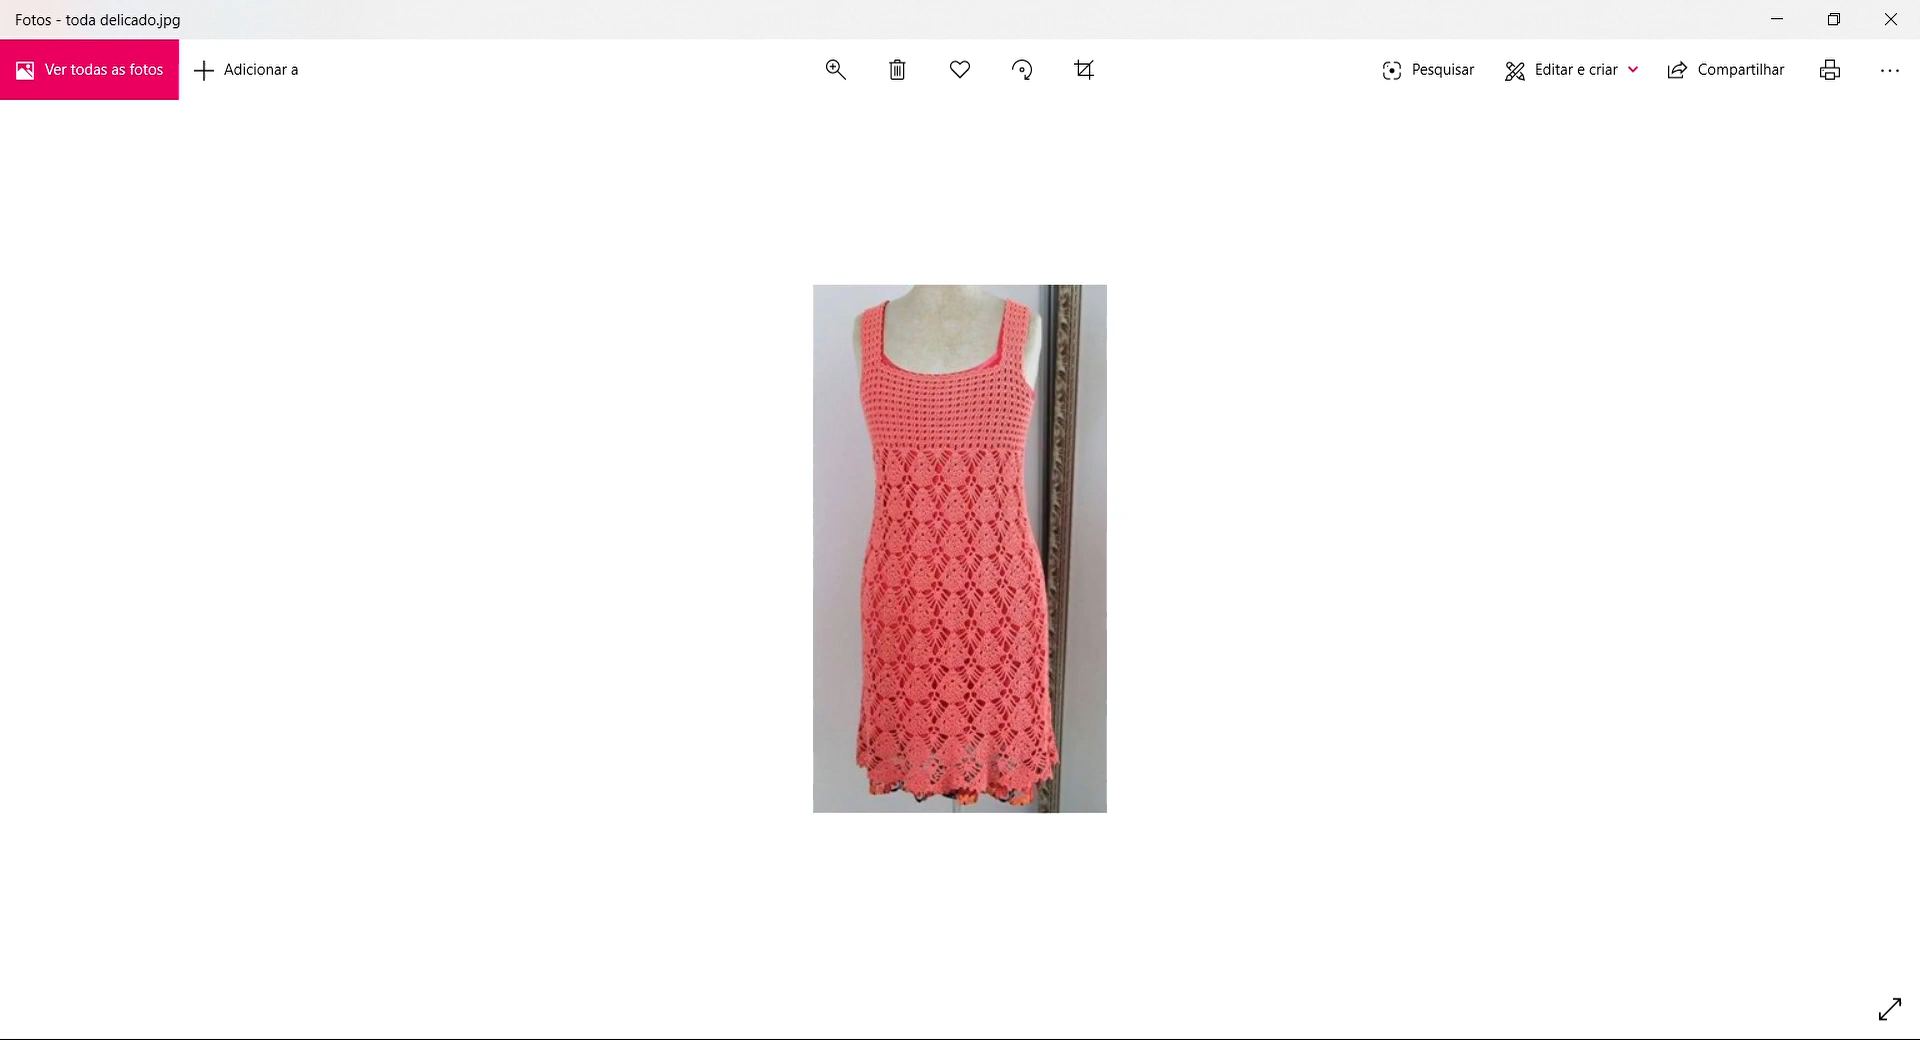 Fotos - toda delicado.jpg
Ver todas as fotos
Adicionar a
Pesquisar
Editar e criar
Compartilhar